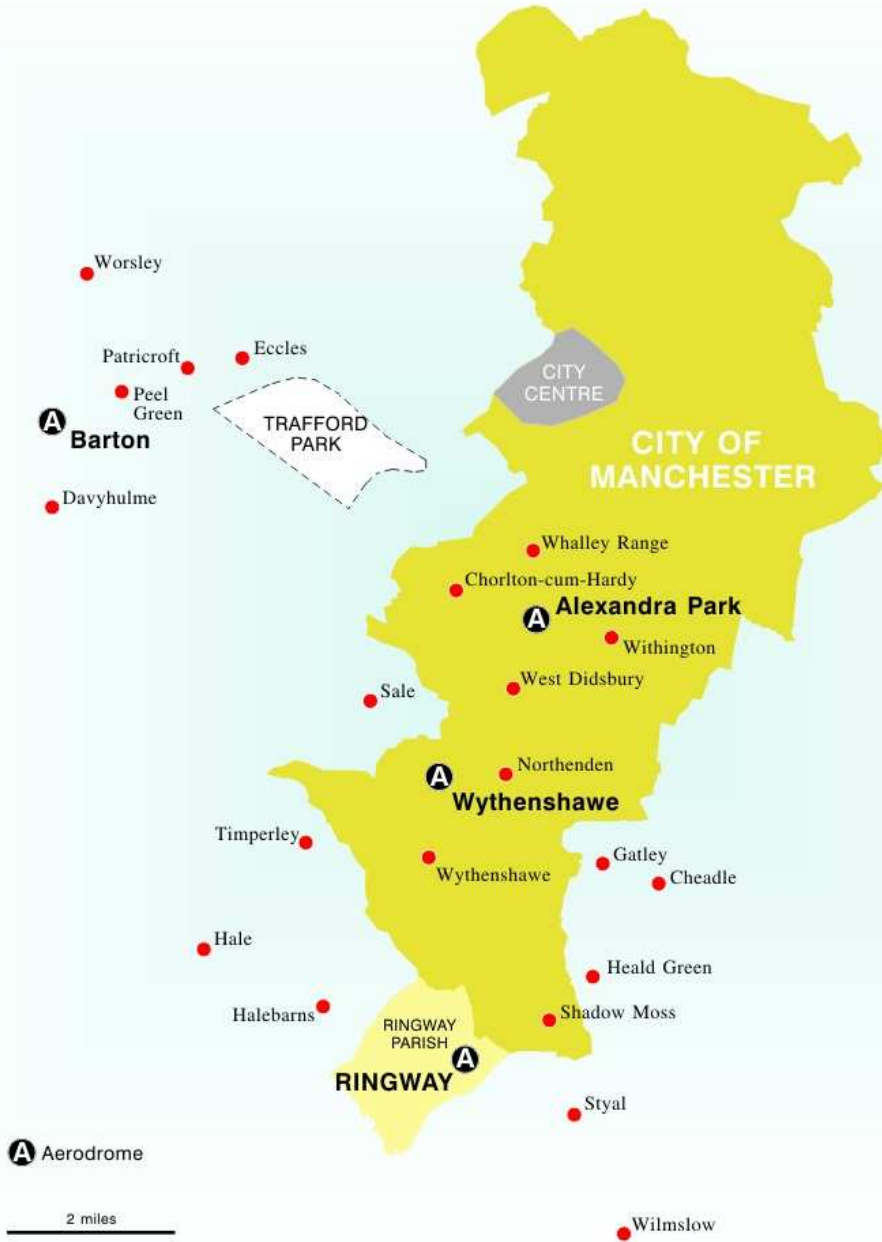 Worsley
Patricroft
Eccles
Peel
Green
A
Barton
TRAFFORD
PARK
CITY
CENTRE
CITY OF
MANCHESTER
Davyhulme
Whalley Range
Chorlton-cum-Hardy
A
Alexandra Park
Withington
West Didsbury
Sale
Northenden
A
Wythenshawe
Timperley
Wythenshawe
Gatley
Cheadle
Hale
Heald Green
Halebarns
Shadow Moss
RINGWAY
PARISH
A
RINGWAY
Styal
A Aerodrome
2 miles
Wilmslow